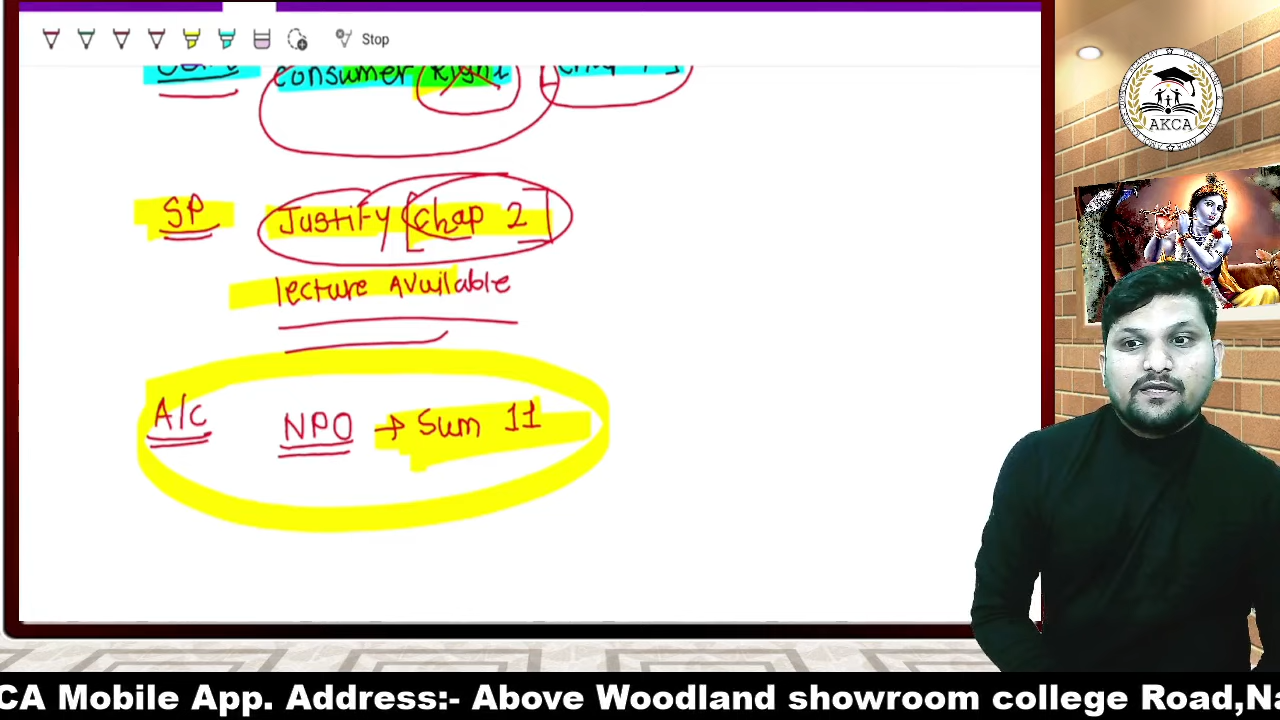 Stop
consumer Right
SP Justify [Chap 2]
lecture Available
A/C NPO → Sum 11
AKCA
CA Mobile App. Address:- Above Woodland showroom college Road,Na